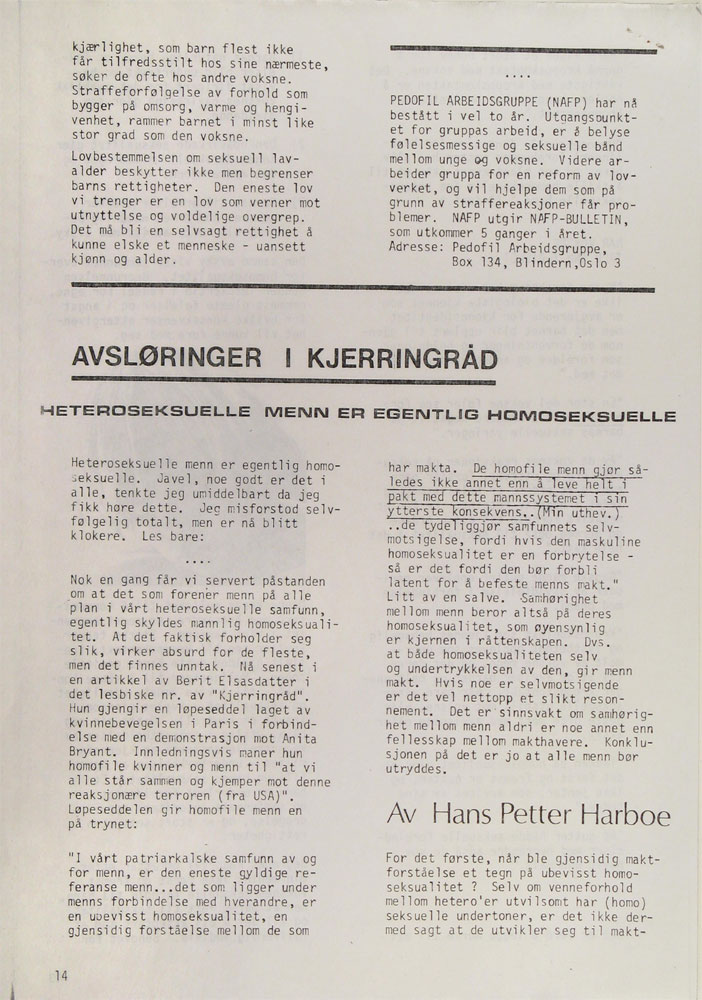 kjærlighet, som barn flest ikke
får tilfredsstilt hos sine nærmeste,
søker de ofte hos andre voksne.
Straffeforfølgelse av forhold som
bygger på omsorg, varme og hengi-
venhet, rammer barnet i minst like
stor grad som den voksne.
Lovbestemmelsen om seksuell lav-
alder beskytter ikke men begrenser
barns rettigheter. Den eneste lov
vi trenger er en lov som verner mot
utnyttelse og voldelige overgrep.
Det må bli en selvsagt rettighet å
kunne elske et menneske - uansett
kjønn og alder.
....
PEDOFIL ARBEIDSGRUPPE (NAFP) har nå
bestått i vel to år. Utgangspunkt-
et for gruppas arbeid, er å belyse
følelsesmessige og seksuelle bånd
mellom unge og voksne. Videre ar-
beider gruppa for en reform av lov-
verket, og vil hjelpe dem som på
grunn av straffereaksjoner får pro-
blemer. NAFP utgir NAFP-BULLETIN,
som utkommer 5 ganger i året.
Adresse: Pedofil Arbeidsgruppe,
Box 134, Blindern,Oslo 3
AVSLØRINGER I KJERRINGRÅD
HETEROSEKSUELLE MENN ER EGENTLIG HOMOSEKSUELLE
Heteroseksuelle menn er egentlig homo-
seksuelle. Javel, noe godt er det i
alle, tenkte jeg umiddelbart da jeg
fikk høre dette. Jeg misforstod selv-
følgelig totalt, men er nå blitt
klokere. Les bare:
....
Nok en gang får vi servert påstanden
om at det som forener menn på alle
plan i vårt heteroseksuelle samfunn,
egentlig skyldes mannlig homoseksuali-
tet. At det faktisk forholder seg
slik, virker absurd for de fleste,
men det finnes unntak. Nå senest i
en artikkel av Berit Elsasdatter i
det lesbiske nr. av "Kjerringråd".
Hun gjengir en løpeseddel laget av
kvinnebevegelsen i Paris i forbind-
else med en demonstrasjon mot Anita
Bryant. Innledningsvis maner hun
homofile kvinner og menn til "at vi
alle står sammen og kjemper mot denne
reaksjonære terroren (fra USA)".
Løpeseddelen gir homofile menn en
på trynet:
"I vårt patriarkalske samfunn av og
for menn, er den eneste gyldige re-
feranse menn...det som ligger under
menns forbindelse med hverandre, er
en ubevisst homoseksualitet, en
gjensidig forståelse mellom de som
har makta. De homofile menn gjør så-
ledes ikke annet enn å leve helt i
pakt med dette mannssystemet i sin
ytterste konsekvens..(Min uthev.)
..de tydeliggjør samfunnets selv-
motsigelse, fordi hvis den maskuline
homoseksualitet er en forbrytelse -
så er det fordi den bør forbli
latent for å befeste menns makt."
Litt av en salve. Samhørighet
mellom menn beror altså på deres
homoseksualitet, som øyensynlig
er kjernen i råttenskapen. Dvs.
at både homoseksualiteten selv
og undertrykkelsen av den, gir menn
makt. Hvis noe er selvmotsigende
er det vel nettopp et slikt reson-
nement. Det er sinnsvakt om samhørig-
het mellom menn aldri er noe annet enn
fellesskap mellom makthavere. Konklu-
sjonen på det er jo at alle menn bør
utryddes.
Av Hans Petter Harboe
For det første, når ble gjensidig makt-
forståelse et tegn på ubevisst homo-
seksualitet ? Selv om venneforhold
mellom hetero'er utvilsomt har (homo)
seksuelle undertoner, er det ikke der-
med sagt at de utvikler seg til makt-
14